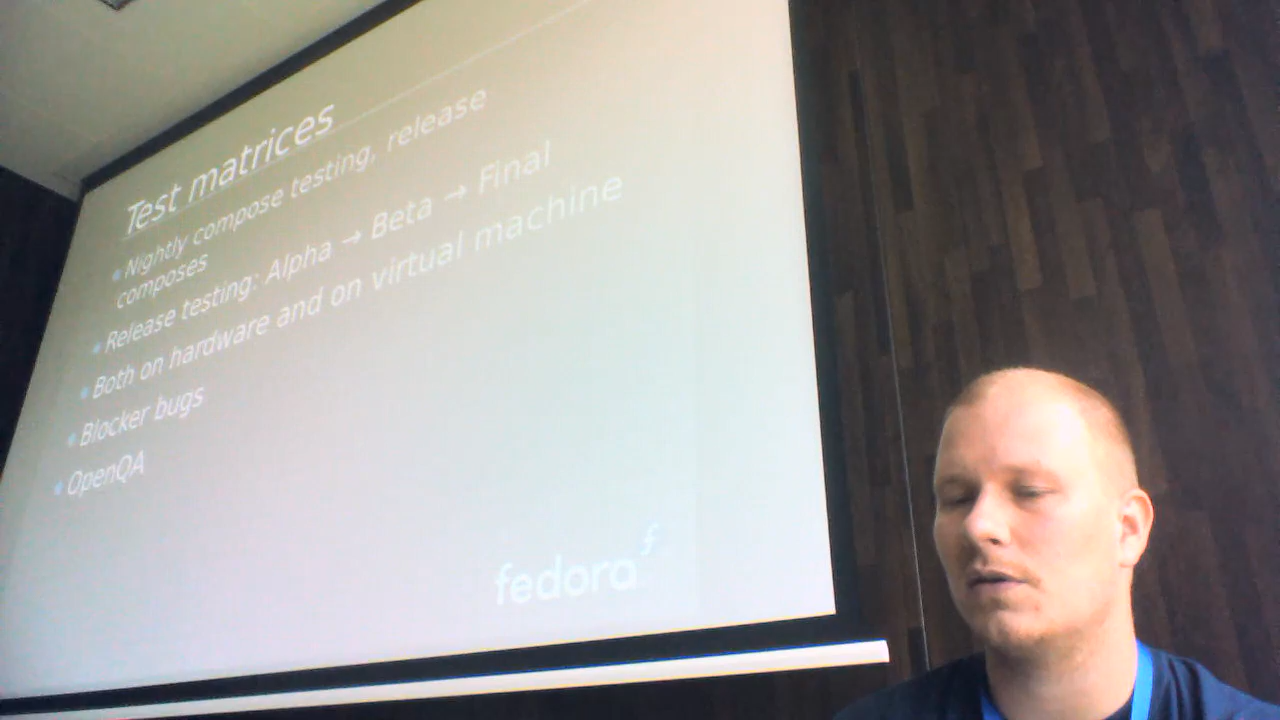 Test matrices
Nightly compose testing, release
composes
Release testing: Alpha → Beta → Final
Both on hardware and on virtual machine
Blocker bugs
OpenQA
fedora f